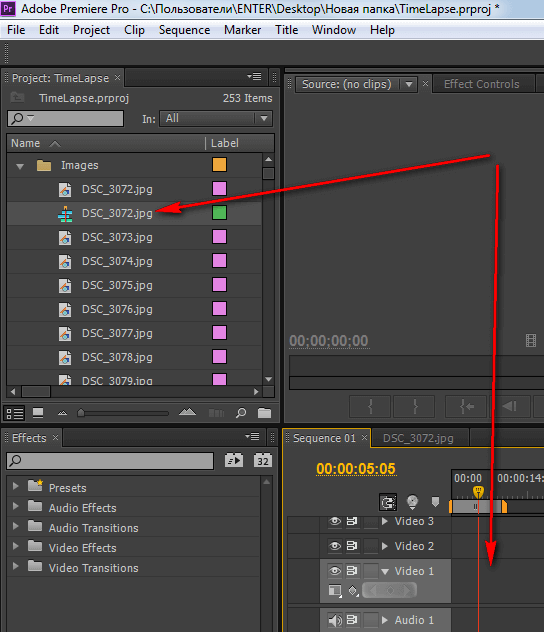 Pr Adobe Premiere Pro - C:\Пользователи\ENTER\Desktop\Новая папка\TimeLapse.prproj *
File Edit Project Clip Sequence Marker Title Window Help
Project: TimeLapse ×
TimeLapse.prproj 253 Items
In: All
Name Label
Images
DSC_3072.jpg
DSC_3072.jpg
DSC_3073.jpg
DSC_3074.jpg
DSC_3075.jpg
DSC_3076.jpg
DSC_3077.jpg
DSC_3078.jpg
DSC_3079.jpg
Source: (no clips) × Effect Controls
00;00;00;00
Effects ×
32
Presets
Audio Effects
Audio Transitions
Video Effects
Video Transitions
Sequence 01 × DSC_3072.jpg
00:00:05:05
00:00 00:00:14:
Video 3
Video 2
Video 1
Audio 1